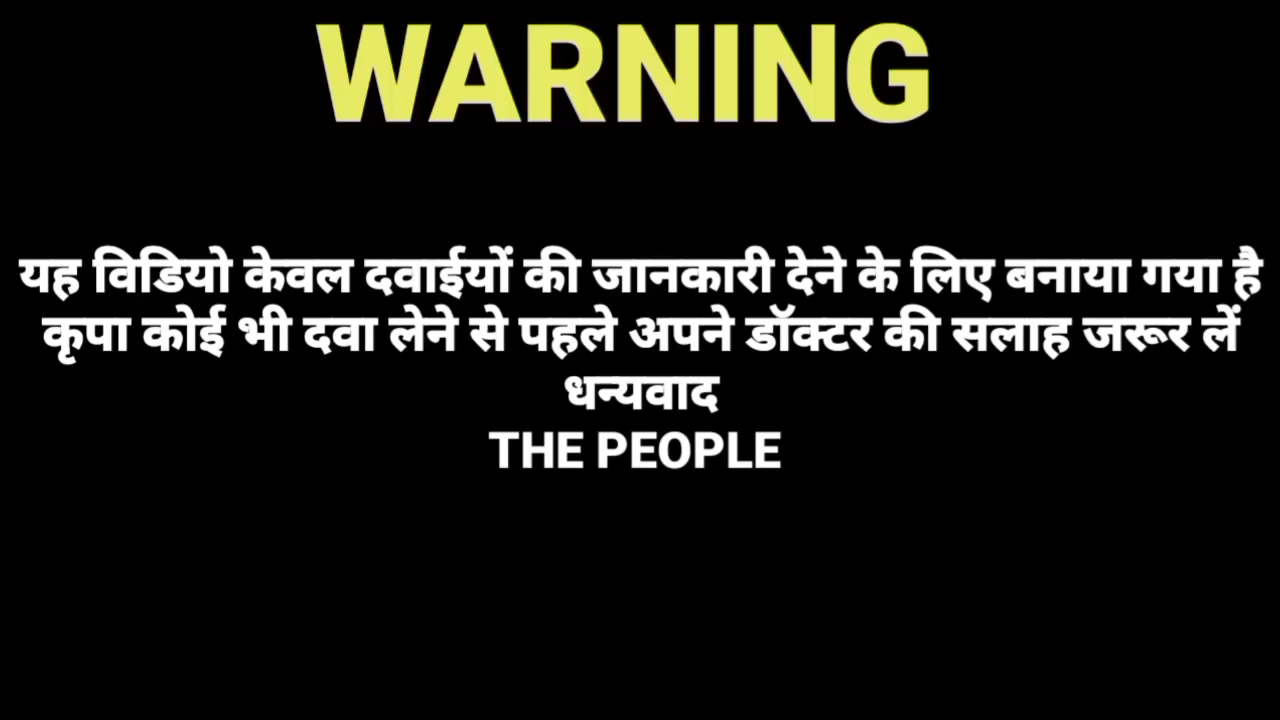 WARNING
यह विडियो केवल दवाईयों की जानकारी देने के लिए बनाया गया है
कृपा कोई भी दवा लेने से पहले अपने डॉक्टर की सलाह जरूर लें
धन्यवाद
THE PEOPLE